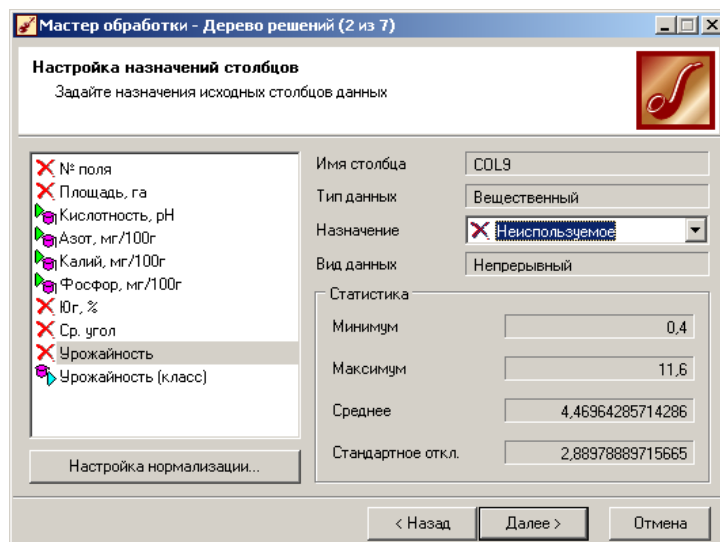 Мастер обработки - Дерево решений (2 из 7)
Настройка назначений столбцов
Задайте назначения исходных столбцов данных
№ поля
Площадь, га
Кислотность, pH
Азот, мг/100г
Калий, мг/100г
Фосфор, мг/100г
Юг, %
Ср. угол
Урожайность
Урожайность (класс)
Настройка нормализации...
Имя столбца COL9
Тип данных Вещественный
Назначение Неиспользуемое
Вид данных Непрерывный
Статистика
Минимум 0,4
Максимум 11,6
Среднее 4,46964285714286
Стандартное откл. 2,88978889715665
< Назад Далее > Отмена